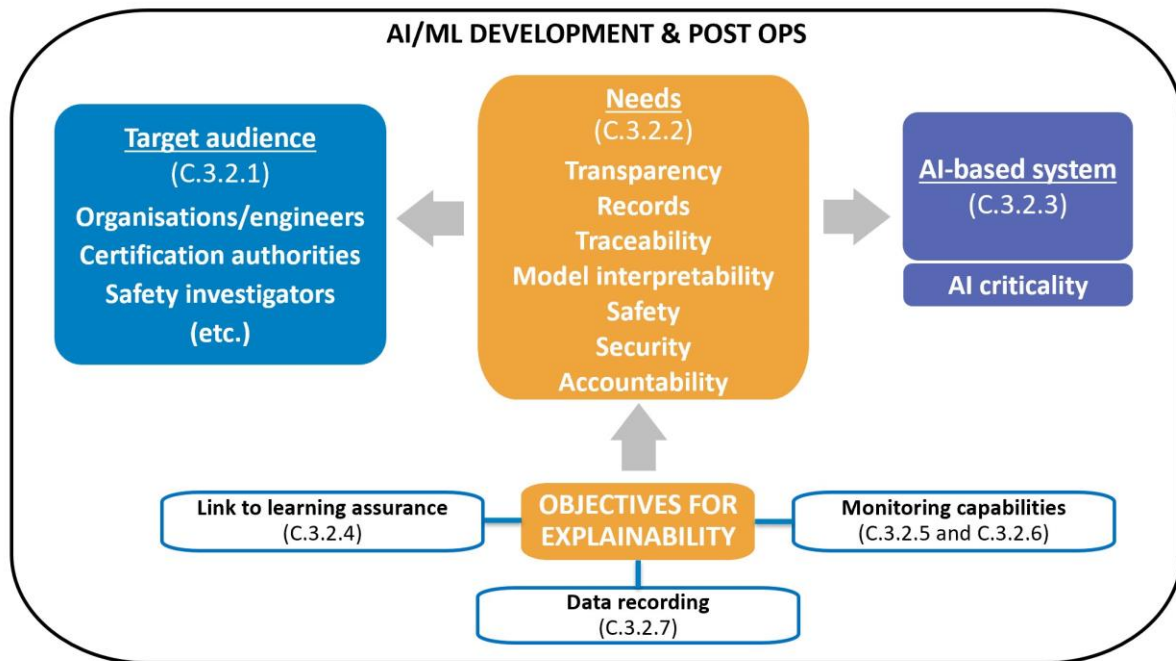 AI/ML DEVELOPMENT & POST OPS
Target audience
(C.3.2.1)
Organisations/engineers
Certification authorities
Safety investigators
(etc.)
Needs
(C.3.2.2)
Transparency
Records
Traceability
Model interpretability
Safety
Security
Accountability
AI-based system
(C.3.2.3)
AI criticality
Link to learning assurance
(C.3.2.4)
OBJECTIVES FOR
EXPLAINABILITY
Monitoring capabilities
(C.3.2.5 and C.3.2.6)
Data recording
(C.3.2.7)